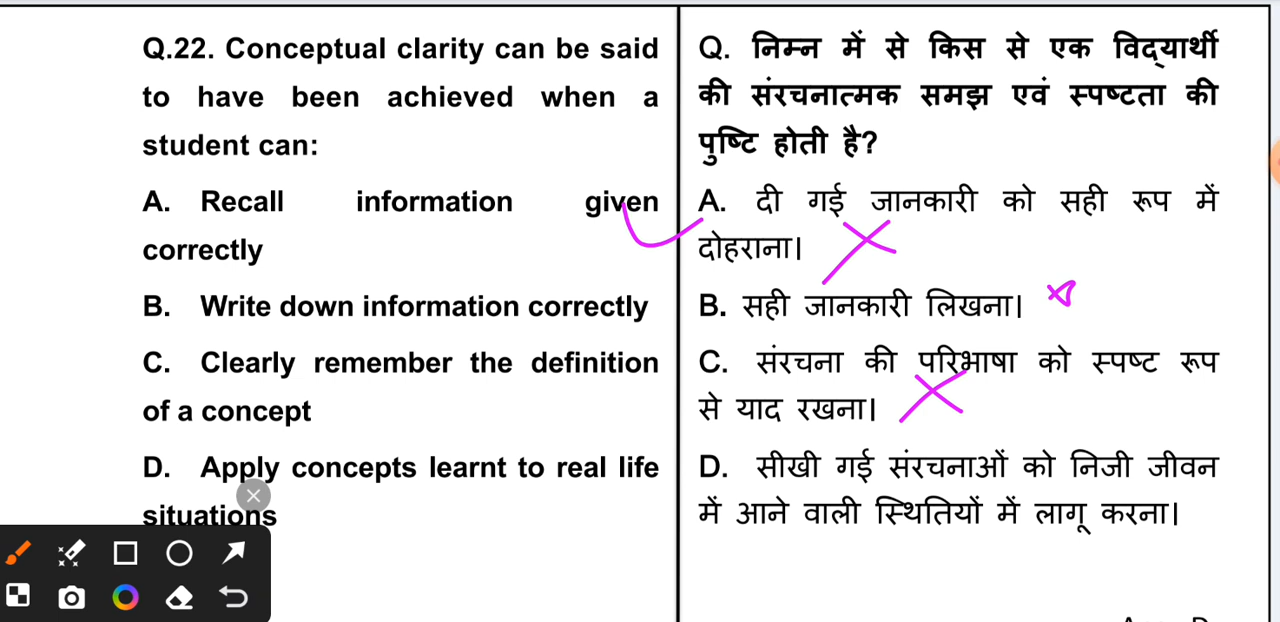 Q.22. Conceptual clarity can be said
to have been achieved when a
student can:
A. Recall information given
correctly
B. Write down information correctly
C. Clearly remember the definition
of a concept
D. Apply concepts learnt to real life
situations
Q. निम्न में से किस से एक विद्यार्थी
की संरचनात्मक समझ एवं स्पष्टता की
पुष्टि होती है?
A. दी गई जानकारी को सही रूप में
दोहराना।
B. सही जानकारी लिखना।
C. संरचना की परिभाषा को स्पष्ट रूप
से याद रखना।
D. सीखी गई संरचनाओं को निजी जीवन
में आने वाली स्थितियों में लागू करना।